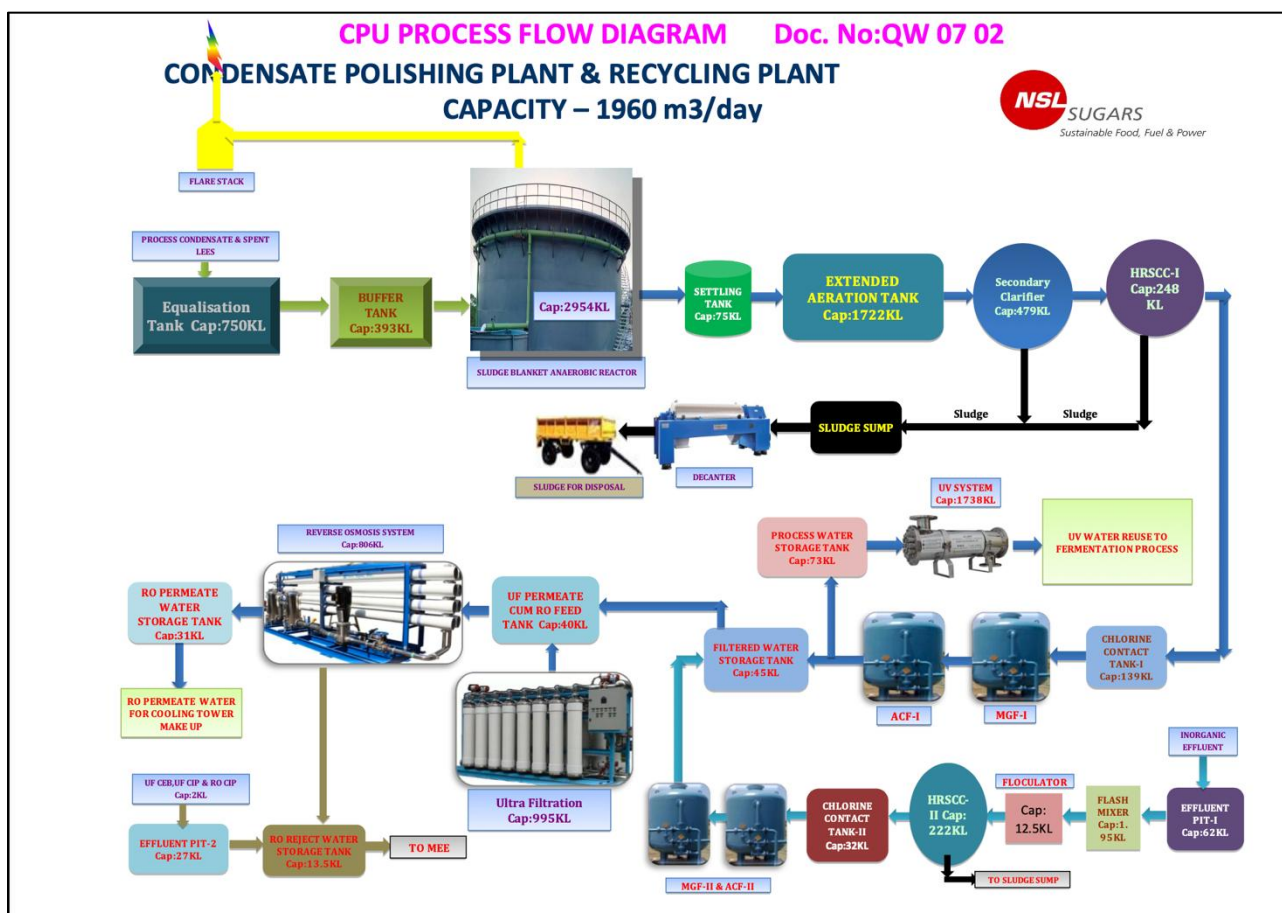 CPU PROCESS FLOW DIAGRAM Doc. No:QW 07 02
CONDENSATE POLISHING PLANT & RECYCLING PLANT
CAPACITY – 1960 m3/day
NSL
SUGARS
Sustainable Food, Fuel & Power
FLARE STACK
PROCESS CONDENSATE & SPENT
LEES
Equalisation
Tank Cap:750KL
BUFFER
TANK
Cap:393KL
Cap:2954KL
SLUDGE BLANKET ANAEROBIC REACTOR
SETTLING
TANK
Cap:75KL
EXTENDED
AERATION TANK
Cap:1722KL
Secondary
Clarifier
Cap:479KL
HRSCC-I
Cap:248
KL
Sludge
Sludge
SLUDGE SUMP
DECANTER
SLUDGE FOR DISPOSAL
UV SYSTEM
Cap:1738KL
PROCESS WATER
STORAGE TANK
Cap:73KL
UV WATER REUSE TO
FERMENTATION PROCESS
REVERSE OSMOSIS SYSTEM
Cap:806KL
RO PERMEATE
WATER
STORAGE TANK
Cap:31KL
UF PERMEATE
CUM RO FEED
TANK Cap:40KL
FILTERED WATER
STORAGE TANK
Cap:45KL
CHLORINE
CONTACT
TANK-I
Cap:139KL
ACF-I
MGF-I
RO PERMEATE WATER
FOR COOLING TOWER
MAKE UP
INORGANIC
EFFLUENT
UF CEB,UF CIP & RO CIP
Cap:2KL
Ultra Filtration
Cap:995KL
EFFLUENT PIT-2
Cap:27KL
RO REJECT WATER
STORAGE TANK
Cap:13.5KL
TO MEE
MGF-II & ACF-II
CHLORINE
CONTACT
TANK-II
Cap:32KL
HRSCC-
II Cap:
222KL
FLOCULATOR
Cap:
12.5KL
FLASH
MIXER
Cap:1.
95KL
EFFLUENT
PIT-I
Cap:62KL
TO SLUDGE SUMP